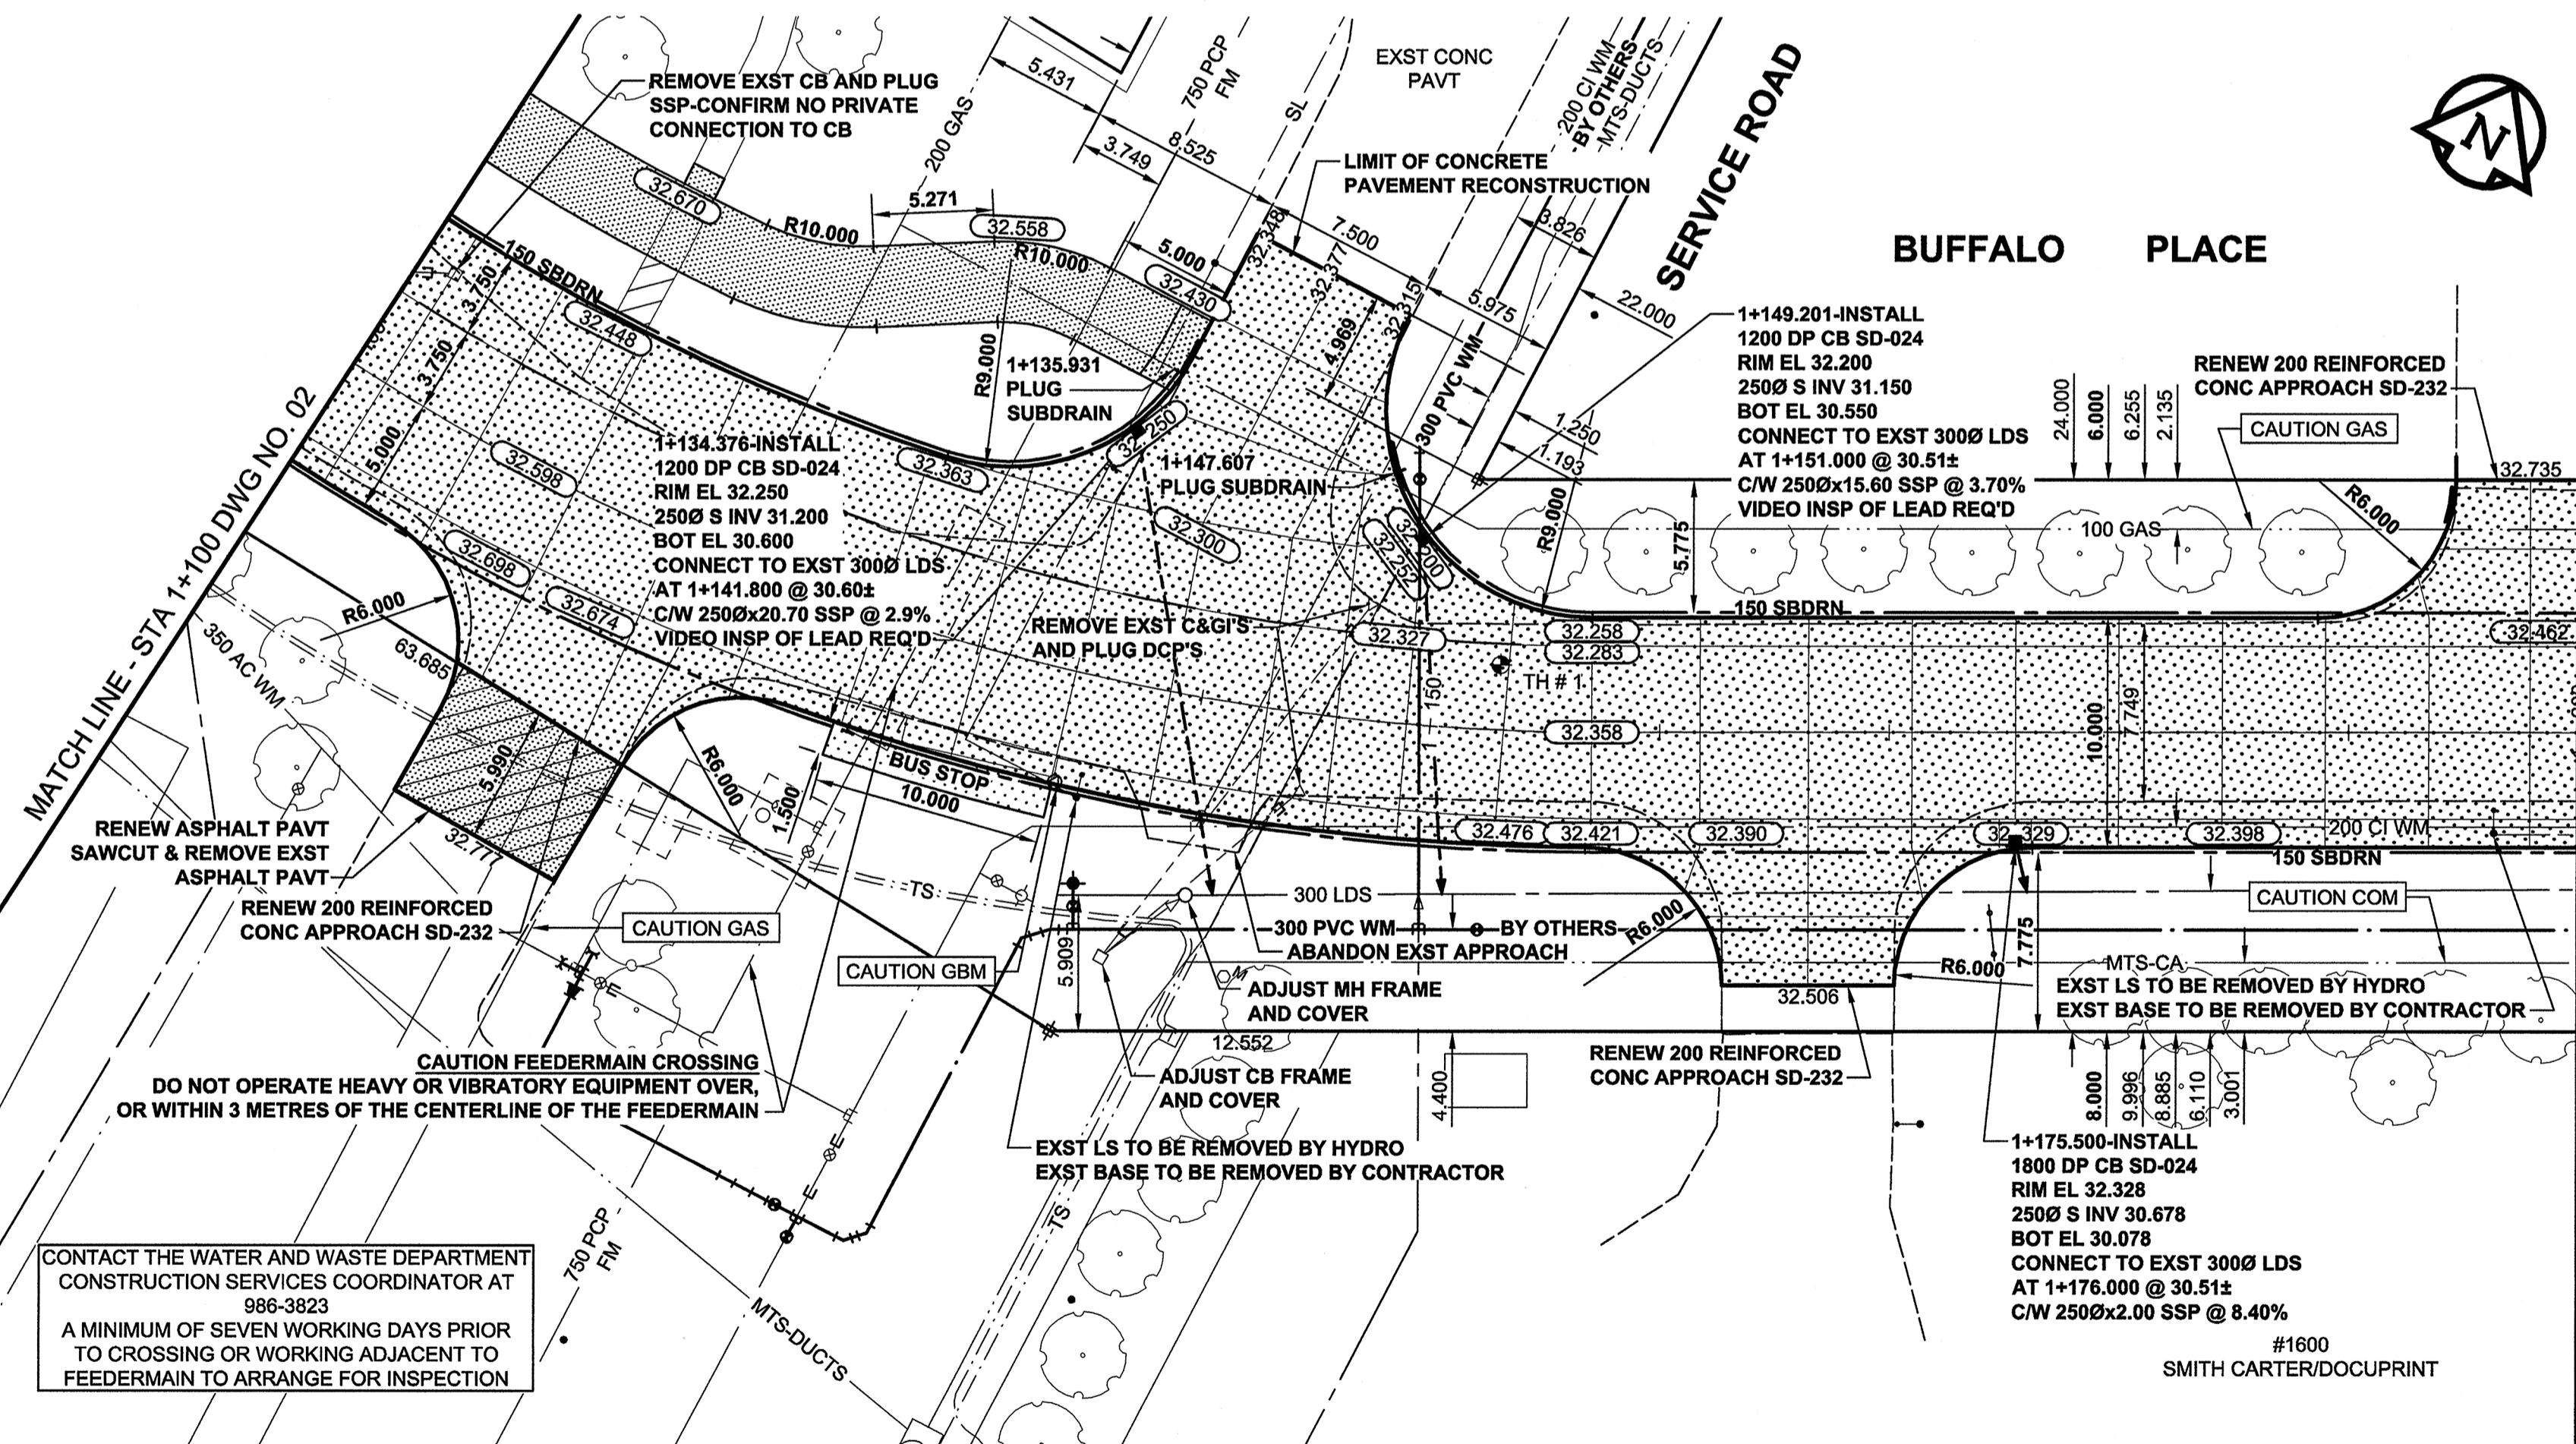 REMOVE EXST CB AND PLUG
SSP-CONFIRM NO PRIVATE
CONNECTION TO CB
5.431
750 PCP
FM
SL
EXST CONC
PAVT
200 CI WM
BY OTHERS
MTS-DUCTS
SERVICE ROAD
N
200 GAS
8.525
3.749
LIMIT OF CONCRETE
PAVEMENT RECONSTRUCTION
32.670
5.271
R10.000
32.558
R10.000
5.000
32.430
32.348
32.377
32.315
7.500
3.826
5.975
22.000
BUFFALO PLACE
150 SBDRN
3.750
3.750
5.000
32.448
R9.000
4.969
300 PVC WM
1.250
1.193
1+135.931
PLUG
SUBDRAIN
1+149.201-INSTALL
1200 DP CB SD-024
RIM EL 32.200
250Ø S INV 31.150
BOT EL 30.550
CONNECT TO EXST 300Ø LDS
AT 1+151.000 @ 30.51±
C/W 250Øx15.60 SSP @ 3.70%
VIDEO INSP OF LEAD REQ'D
24.000
6.000
6.255
2.135
RENEW 200 REINFORCED
CONC APPROACH SD-232
CAUTION GAS
32.735
MATCH LINE - STA 1+100 DWG NO. 02
32.598
32.698
32.674
1+134.376-INSTALL
1200 DP CB SD-024
RIM EL 32.250
250Ø S INV 31.200
BOT EL 30.600
CONNECT TO EXST 300Ø LDS
AT 1+141.800 @ 30.60±
C/W 250Øx20.70 SSP @ 2.9%
VIDEO INSP OF LEAD REQ'D
32.363
32.250
1+147.607
PLUG SUBDRAIN
32.300
32.200
32.252
R9.000
5.775
100 GAS
R6.000
150 SBDRN
32.462
REMOVE EXST C&GI'S
AND PLUG DCP'S
32.327
32.258
32.283
TH # 1
150
32.358
10.000
7.749
R6.000
63.685
350 AC WM
5.990
32.777
R6.000
1.500
BUS STOP
10.000
32.476
32.421
32.390
32.329
32.398
200 CI WM
150 SBDRN
RENEW ASPHALT PAVT
SAWCUT & REMOVE EXST
ASPHALT PAVT
RENEW 200 REINFORCED
CONC APPROACH SD-232
CAUTION GAS
TS
300 LDS
300 PVC WM
BY OTHERS
ABANDON EXST APPROACH
CAUTION GBM
5.909
ADJUST MH FRAME
AND COVER
R6.000
R6.000
7.775
CAUTION COM
MTS-CA
EXST LS TO BE REMOVED BY HYDRO
EXST BASE TO BE REMOVED BY CONTRACTOR
32.506
E
M
12.552
CAUTION FEEDERMAIN CROSSING
DO NOT OPERATE HEAVY OR VIBRATORY EQUIPMENT OVER,
OR WITHIN 3 METRES OF THE CENTERLINE OF THE FEEDERMAIN
ADJUST CB FRAME
AND COVER
4.400
RENEW 200 REINFORCED
CONC APPROACH SD-232
8.000
9.996
8.885
6.110
3.001
EXST LS TO BE REMOVED BY HYDRO
EXST BASE TO BE REMOVED BY CONTRACTOR
E
E
TS
1+175.500-INSTALL
1800 DP CB SD-024
RIM EL 32.328
250Ø S INV 30.678
BOT EL 30.078
CONNECT TO EXST 300Ø LDS
AT 1+176.000 @ 30.51±
C/W 250Øx2.00 SSP @ 8.40%
#1600
SMITH CARTER/DOCUPRINT
750 PCP
FM
MTS-DUCTS
CONTACT THE WATER AND WASTE DEPARTMENT
CONSTRUCTION SERVICES COORDINATOR AT
986-3823
A MINIMUM OF SEVEN WORKING DAYS PRIOR
TO CROSSING OR WORKING ADJACENT TO
FEEDERMAIN TO ARRANGE FOR INSPECTION